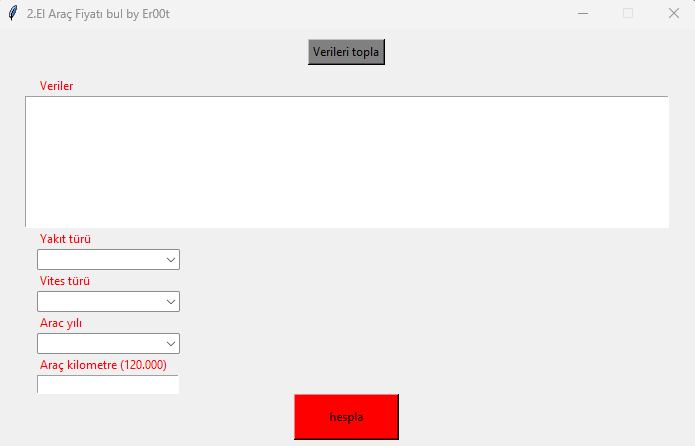 2.El Araç Fiyatı bul by Er00t
Verileri topla
Veriler
Yakıt türü
Vites türü
Arac yılı
Araç kilometre (120.000)
hespla